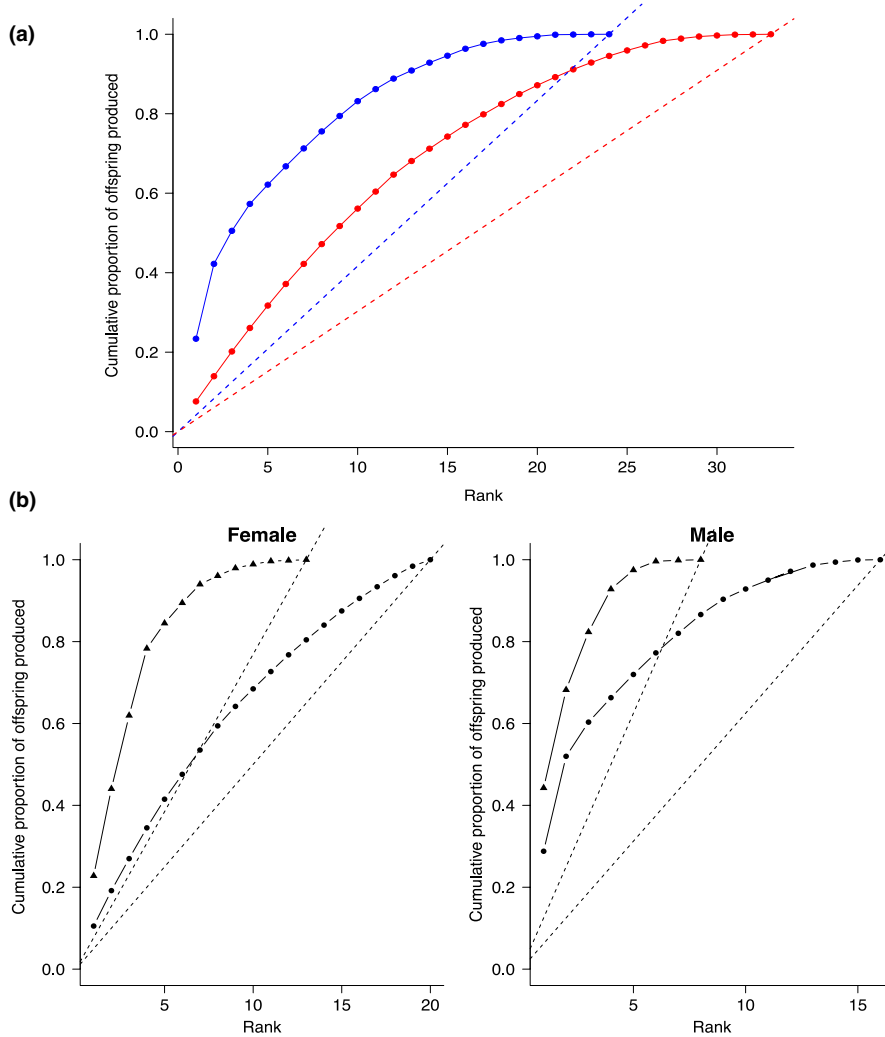 (a)
1.0
0.8
0.6
0.4
0.2
0.0
Cumulative proportion of offspring produced
0 5 10 15 20 25 30
Rank
(b)
Female
1.0
0.8
0.6
0.4
0.2
0.0
Cumulative proportion of offspring produced
5 10 15 20
Rank
Male
1.0
0.8
0.6
0.4
0.2
0.0
Cumulative proportion of offspring produced
5 10 15
Rank